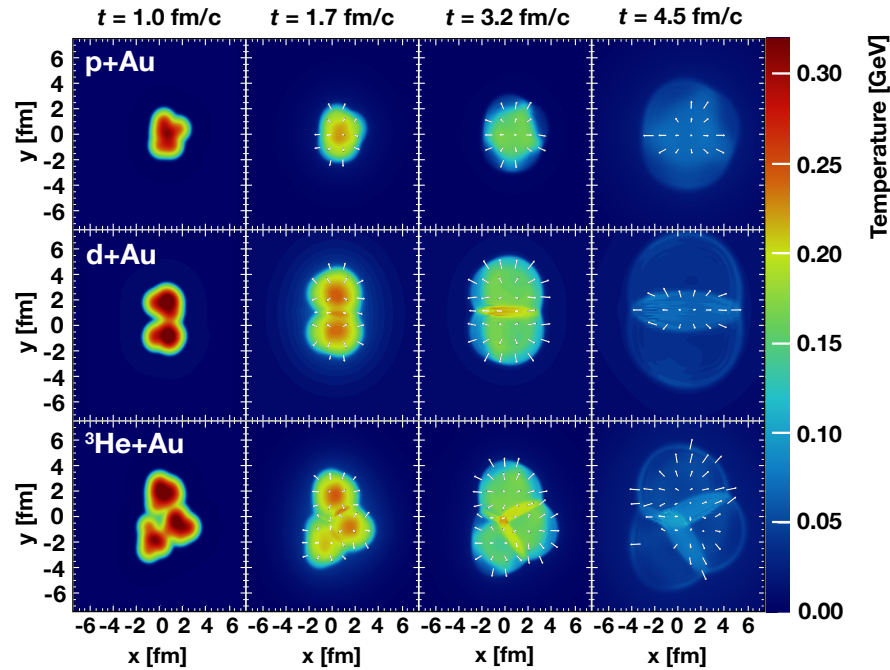 t = 1.0 fm/c t = 1.7 fm/c t = 3.2 fm/c t = 4.5 fm/c
p+Au
d+Au
³He+Au
y [fm]
6
4
2
0
-2
-4
-6
y [fm]
6
4
2
0
-2
-4
-6
y [fm]
6
4
2
0
-2
-4
-6
-6 -4 -2 0 2 4 6
-6 -4 -2 0 2 4 6
-6 -4 -2 0 2 4 6
-6 -4 -2 0 2 4 6
x [fm] x [fm] x [fm] x [fm]
0.30
0.25
0.20
0.15
0.10
0.05
0.00
Temperature [GeV]